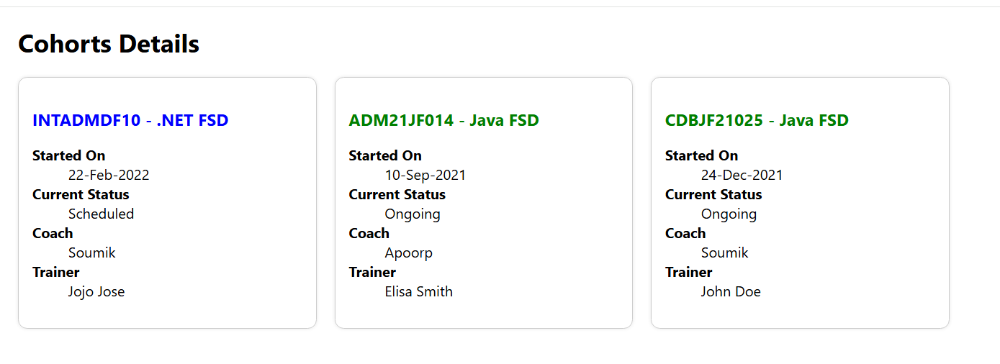 Cohorts Details
INTADMDF10 - .NET FSD
Started On
22-Feb-2022
Current Status
Scheduled
Coach
Soumik
Trainer
Jojo Jose
ADM21JF014 - Java FSD
Started On
10-Sep-2021
Current Status
Ongoing
Coach
Apoorp
Trainer
Elisa Smith
CDBJF21025 - Java FSD
Started On
24-Dec-2021
Current Status
Ongoing
Coach
Soumik
Trainer
John Doe